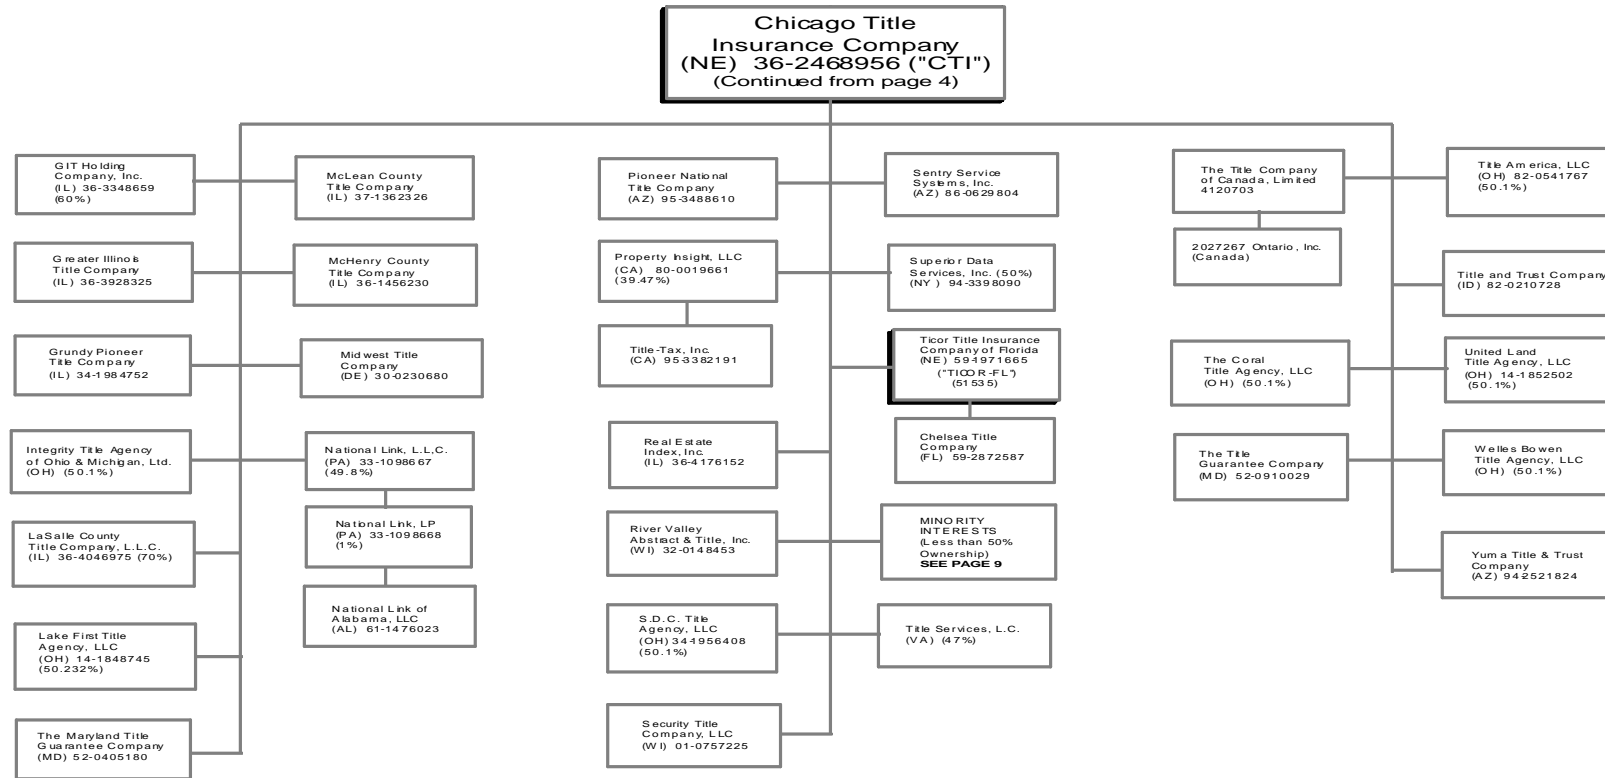 Chicago Title
Insurance Company
(NE) 36-2468956 ("CTI")
(Continued from page 4)
GIT Holding
Company, Inc.
(IL) 36-3348659
(60%)
McLean County
Title Company
(IL) 37-1362326
Greater Illinois
Title Company
(IL) 36-3928325
McHenry County
Title Company
(IL) 36-1456230
Grundy Pioneer
Title Company
(IL) 34-1984752
Midwest Title
Company
(DE) 30-0230680
Integrity Title Agency
of Ohio & Michigan, Ltd.
(OH) (50.1%)
National Link, L.L,C.
(PA) 33-1098667
(49.8%)
National Link, LP
(PA) 33-1098668
(1%)
LaSalle County
Title Company, L.L.C.
(IL) 36-4046975 (70%)
National Link of
Alabama, LLC
(AL) 61-1476023
Lake First Title
Agency, LLC
(OH) 14-1848745
(50.232%)
The Maryland Title
Guarantee Company
(MD) 52-0405180
Pioneer National
Title Company
(AZ) 95-3488610
Sentry Service
Systems, Inc.
(AZ) 86-0629804
Property Insight, LLC
(CA) 80-0019661
(39.47%)
Superior Data
Services, Inc. (50%)
(NY) 94-3398090
Title-Tax, Inc.
(CA) 95-3382191
Ticor Title Insurance
Company of Florida
(NE) 59-1971665
("TICOR-FL")
(51535)
Real Estate
Index, Inc.
(IL) 36-4176152
Chelsea Title
Company
(FL) 59-2872587
River Valley
Abstract & Title, Inc.
(WI) 32-0148453
MINORITY
INTERESTS
(Less than 50%
Ownership)
SEE PAGE 9
S.D.C. Title
Agency, LLC
(OH) 34-1956408
(50.1%)
Title Services, L.C.
(VA) (47%)
Security Title
Company, LLC
(WI) 01-0757225
The Title Company
of Canada, Limited
4120703
Title America, LLC
(OH) 82-0541767
(50.1%)
2027267 Ontario, Inc.
(Canada)
Title and Trust Company
(ID) 82-0210728
The Coral
Title Agency, LLC
(OH) (50.1%)
United Land
Title Agency, LLC
(OH) 14-1852502
(50.1%)
The Title
Guarantee Company
(MD) 52-0910029
Welles Bowen
Title Agency, LLC
(OH) (50.1%)
Yuma Title & Trust
Company
(AZ) 94-2521824